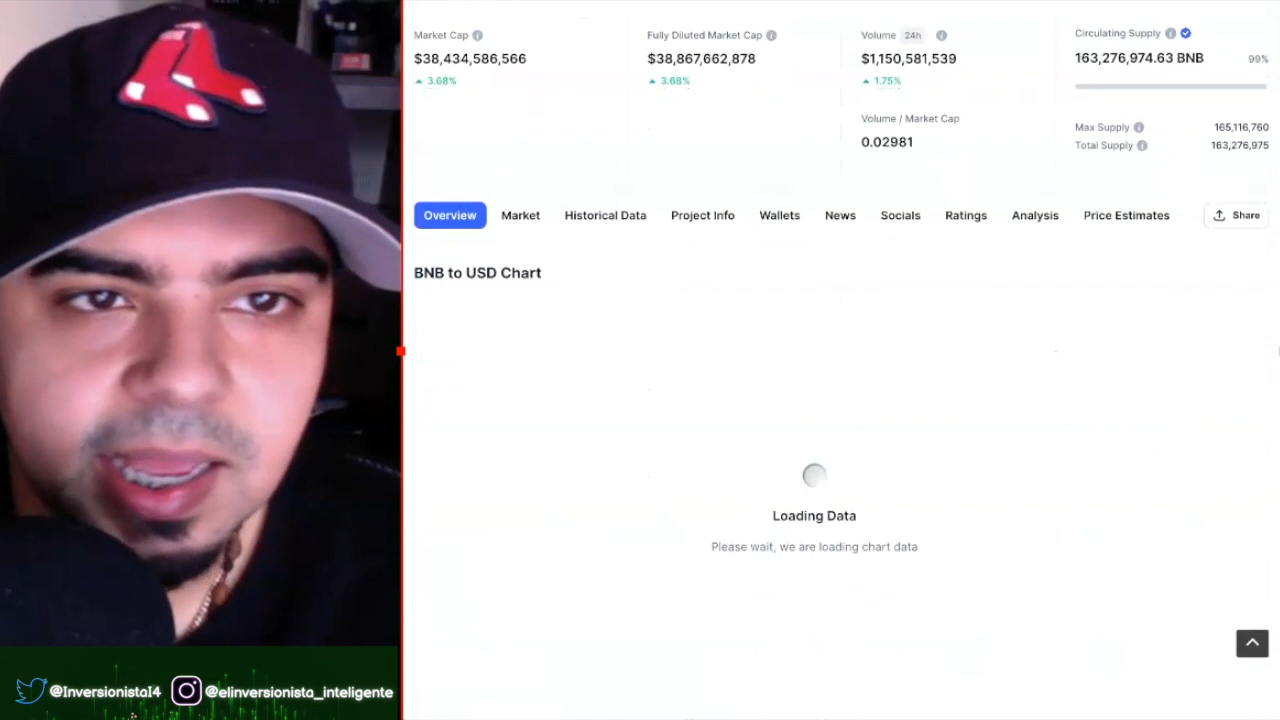 Market Cap
$38,434,586,566
3.68%
Fully Diluted Market Cap
$38,867,662,878
3.68%
Volume 24h
$1,150,581,539
1.75%
Volume / Market Cap
0.02981
Circulating Supply
163,276,974.63 BNB 99%
Max Supply 165,116,760
Total Supply 163,276,975
Overview Market Historical Data Project Info Wallets News Socials Ratings Analysis Price Estimates Share
BNB to USD Chart
Loading Data
Please wait, we are loading chart data
@InversionistaI4 @elinversionista_inteligente